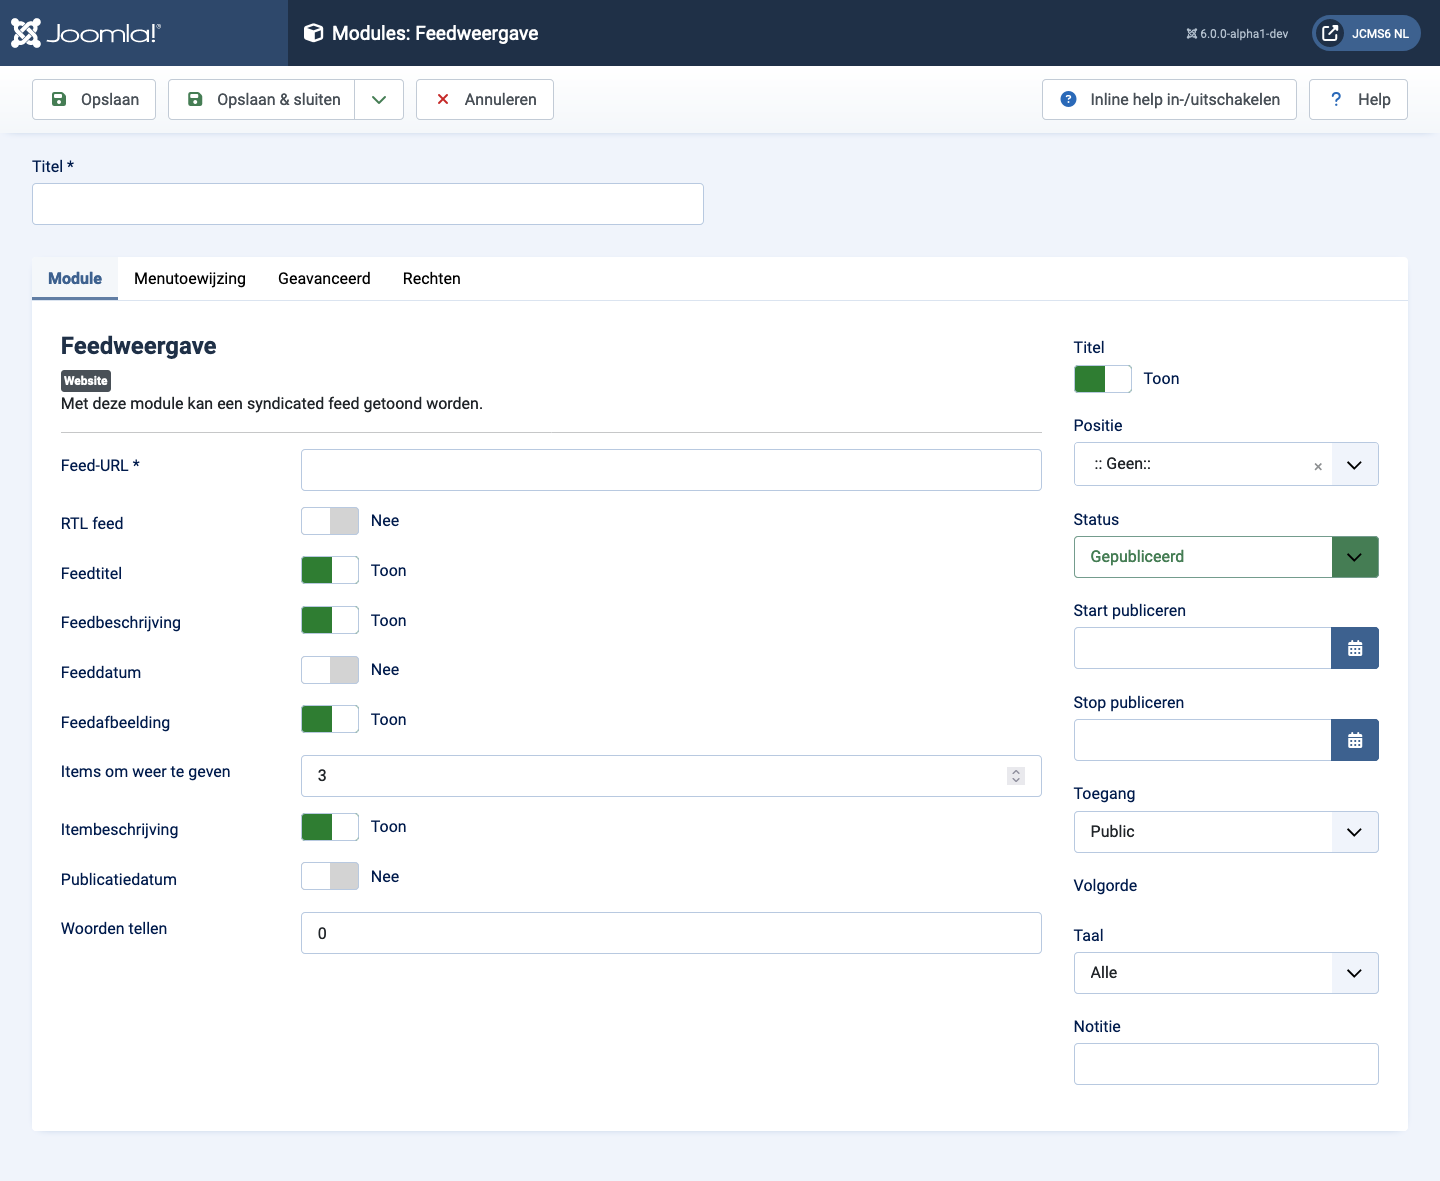 Joomla!®
Modules: Feedweergave
6.0.0-alpha1-dev
JCMS6 NL
Opslaan
Opslaan & sluiten
Annuleren
? Inline help in-/uitschakelen
? Help
Titel *
Module
Menutoewijzing
Geavanceerd
Rechten
Feedweergave
Website
Met deze module kan een syndicated feed getoond worden.
Feed-URL *
RTL feed
Nee
Feedtitel
Toon
Feedbeschrijving
Toon
Feeddatum
Nee
Feedafbeelding
Toon
Items om weer te geven
3
Itembeschrijving
Toon
Publicatiedatum
Nee
Woorden tellen
0
Titel
Toon
Positie
:: Geen:: ×
Status
Gepubliceerd
Start publiceren
Stop publiceren
Toegang
Public
Volgorde
Taal
Alle
Notitie